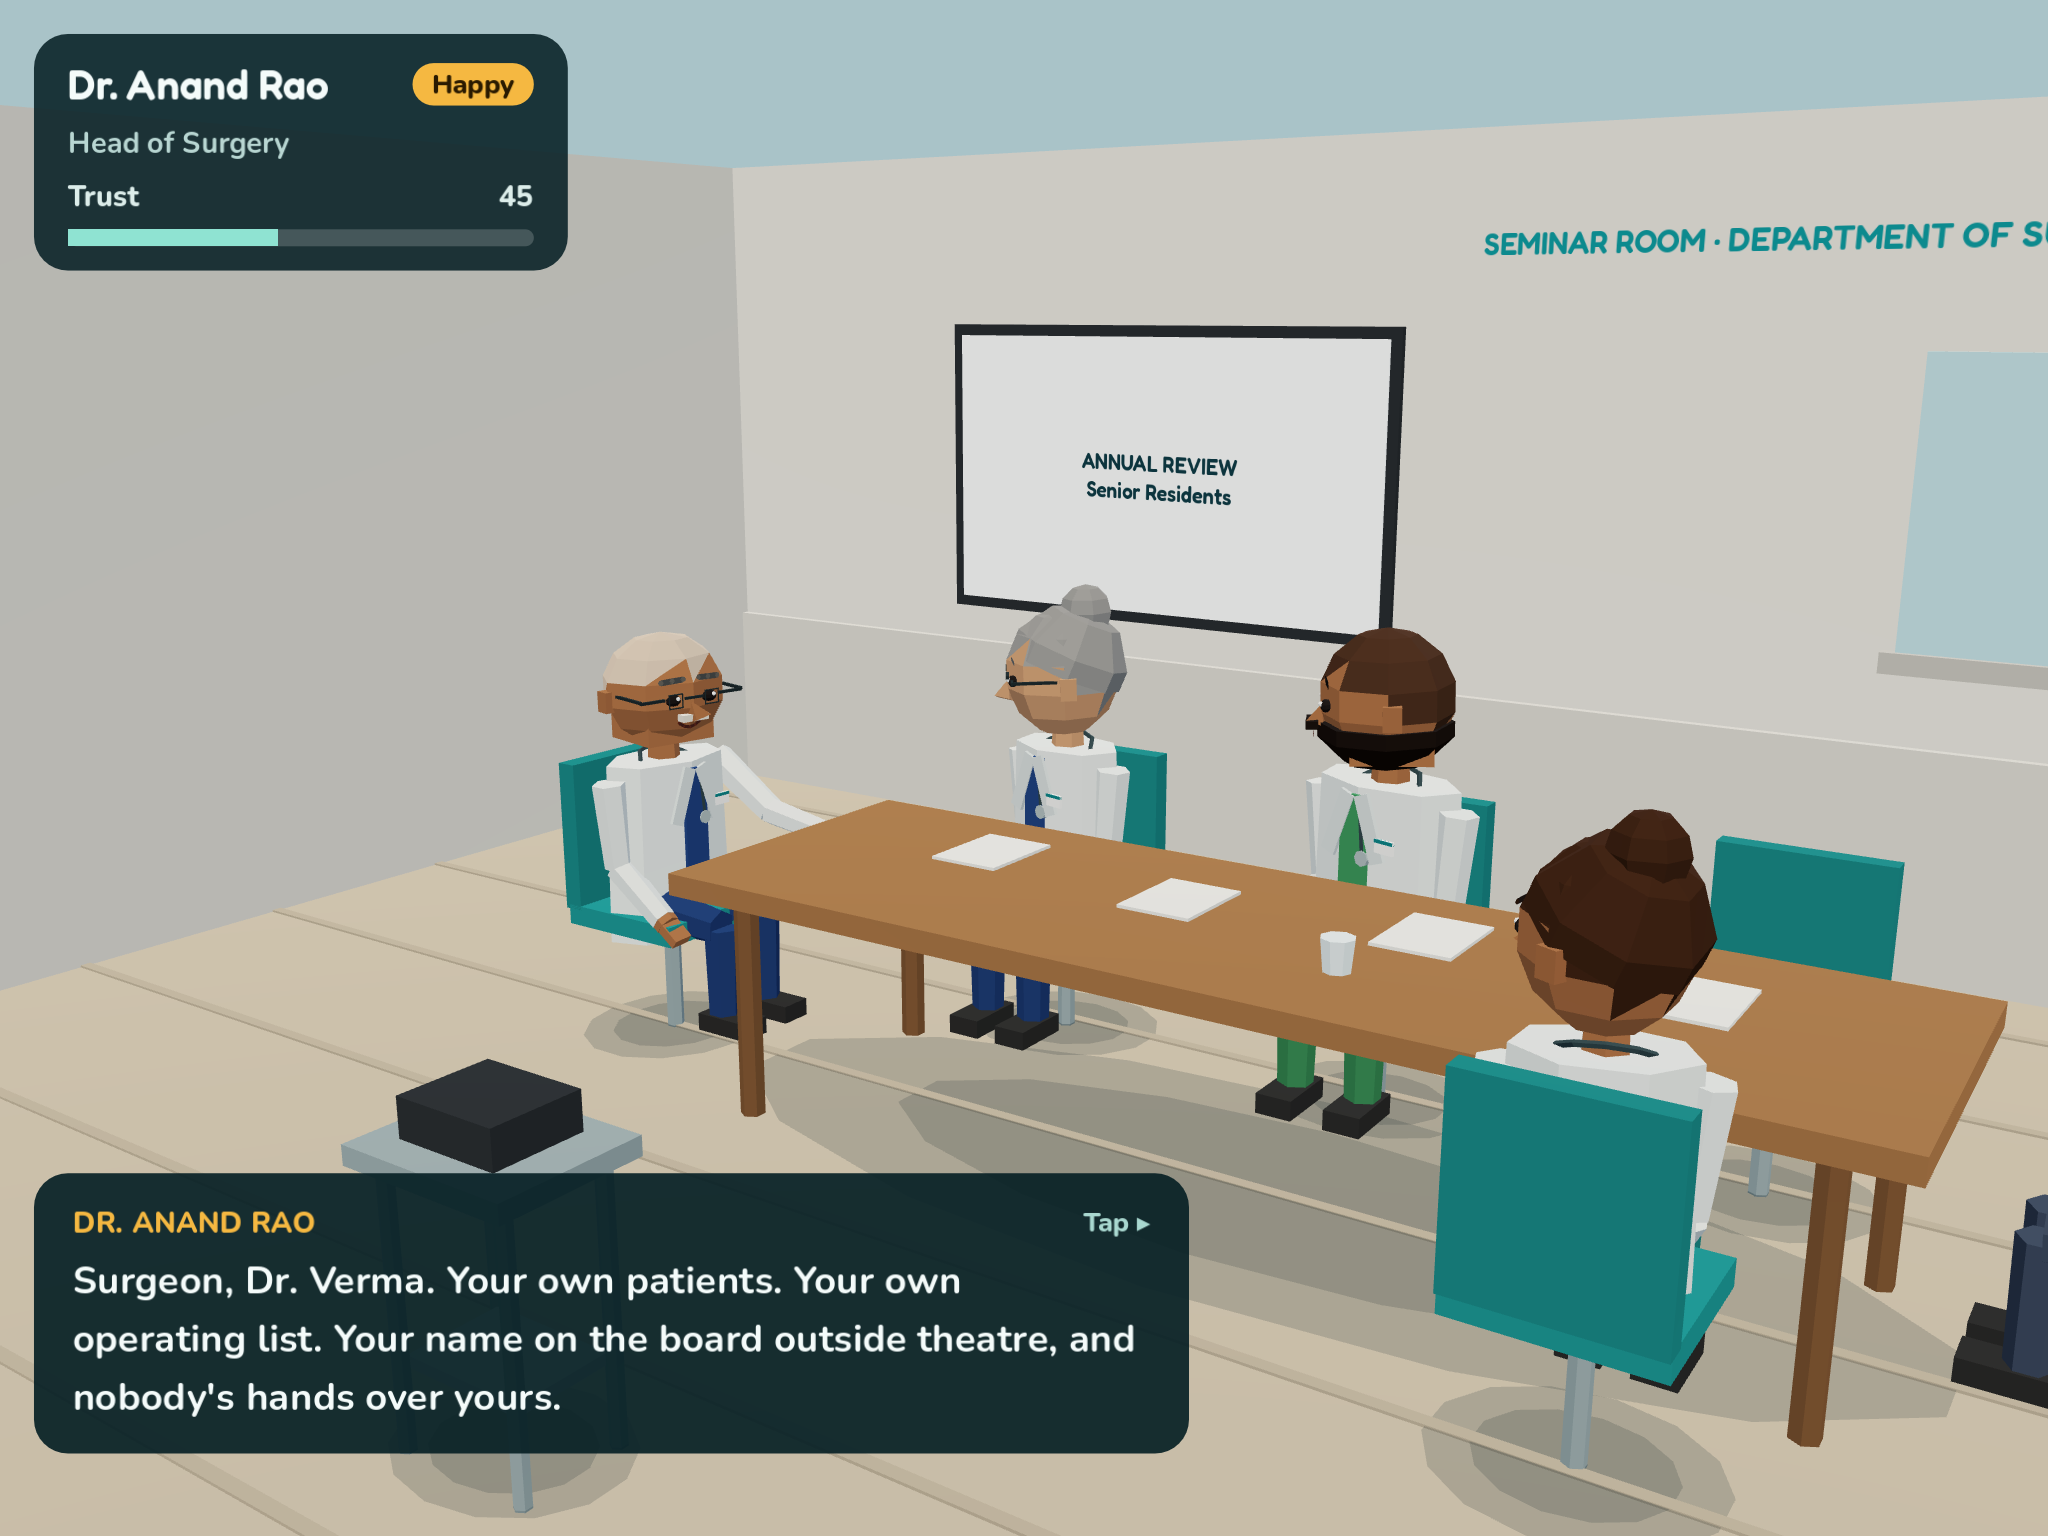 Dr. Anand Rao
Happy
Head of Surgery
Trust
45
SEMINAR ROOM · DEPARTMENT OF
ANNUAL REVIEW
Senior Residents
DR. ANAND RAO
Tap ▸
Surgeon, Dr. Verma. Your own patients. Your own
operating list. Your name on the board outside theatre, and
nobody's hands over yours.